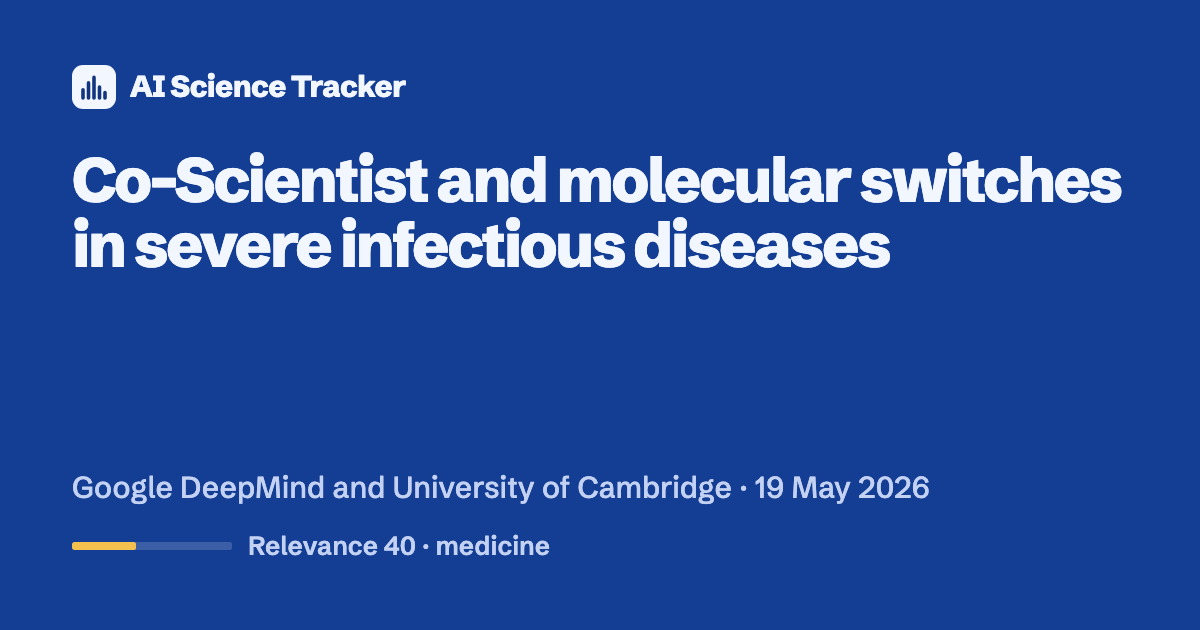 AI Science Tracker
Co-Scientist and molecular switches
in severe infectious diseases
Google DeepMind and University of Cambridge · 19 May 2026
Relevance 40 · medicine